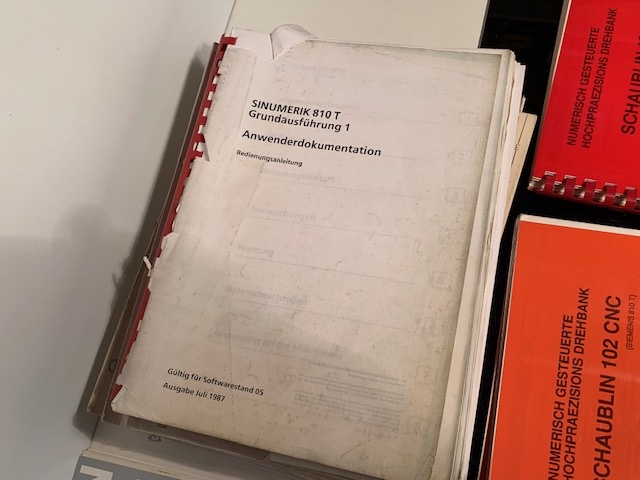 SINUMERIK 810 T
Grundausführung 1
Anwenderdokumentation
Bedienungsanleitung
Wartung
Gültig für Softwarestand 05
Ausgabe Juli 1987
NUMERISCH GESTEUERTE
HOCHPRAEZISIONS DREHBANK
SCHAUBLIN
NUMERISCH GESTEUERTE
HOCHPRAEZISIONS DREHBANK
SCHAUBLIN 102 CNC
(SIEMENS 810 T)